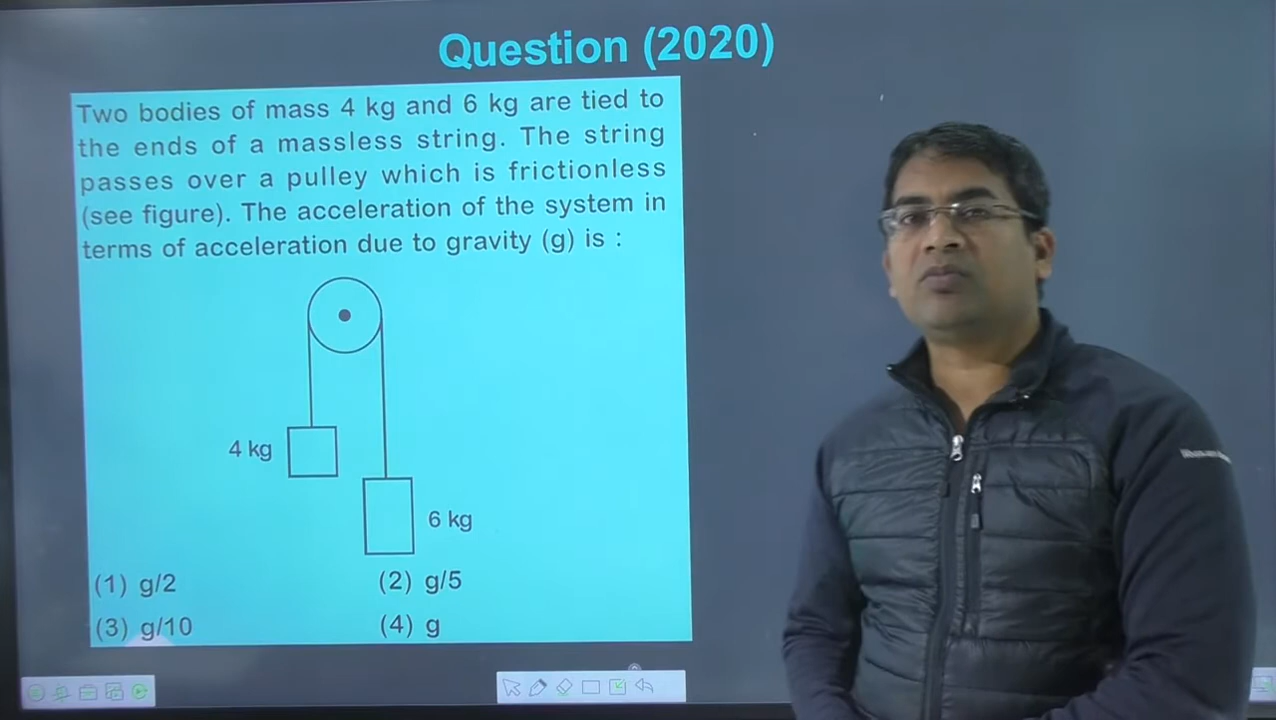 Question (2020)
Two bodies of mass 4 kg and 6 kg are tied to
the ends of a massless string. The string
passes over a pulley which is frictionless
(see figure). The acceleration of the system in
terms of acceleration due to gravity (g) is :
4 kg
6 kg
(1) g/2 (2) g/5
(3) g/10 (4) g